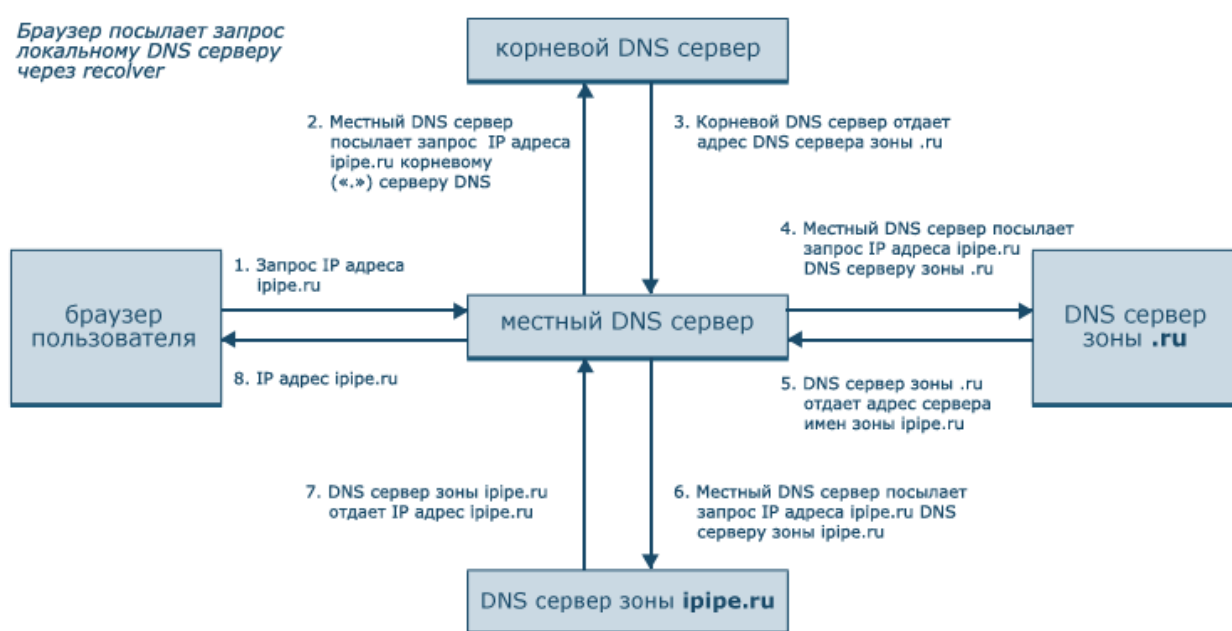 Браузер посылает запрос
локальному DNS серверу
через recolver
корневой DNS сервер
2. Местный DNS сервер
посылает запрос IP адреса
ipipe.ru корневому
(«.») серверу DNS
3. Корневой DNS сервер отдает
адрес DNS сервера зоны .ru
4. Местный DNS сервер посылает
запрос IP адреса ipipe.ru
DNS серверу зоны .ru
1. Запрос IP адреса
ipipe.ru
браузер
пользователя
местный DNS сервер
DNS сервер
зоны .ru
8. IP адрес ipipe.ru
5. DNS сервер зоны .ru
отдает адрес сервера
имен зоны ipipe.ru
7. DNS сервер зоны ipipe.ru
отдает IP адрес ipipe.ru
6. Местный DNS сервер посылает
запрос IP адреса ipipe.ru DNS
серверу зоны ipipe.ru
DNS сервер зоны ipipe.ru